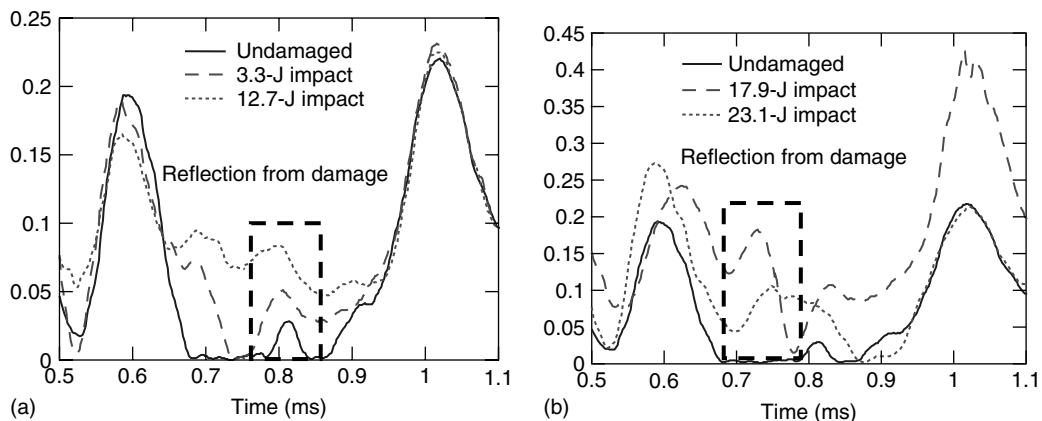 0.25
0.2
0.15
0.1
0.05
0
Undamaged
3.3-J impact
12.7-J impact
Reflection from damage
0.5 0.6 0.7 0.8 0.9 1 1.1
(a)
Time (ms)
0.45
0.4
0.35
0.3
0.25
0.2
0.15
0.1
0.05
0
Undamaged
17.9-J impact
23.1-J impact
Reflection from damage
0.5 0.6 0.7 0.8 0.9 1 1.1
(b)
Time (ms)